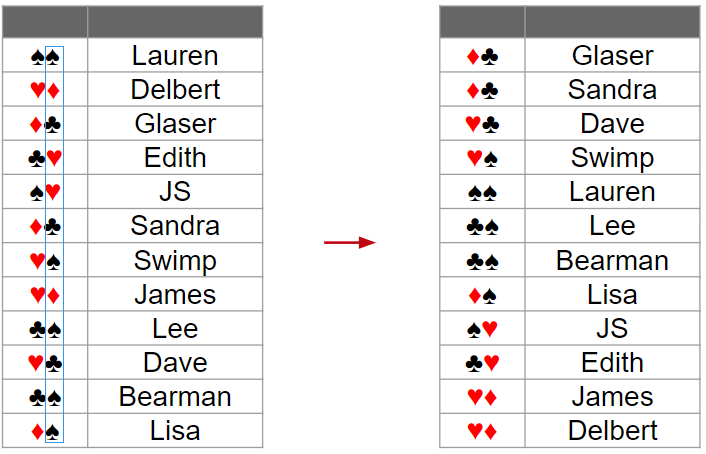 ♠♠ Lauren
♥♦ Delbert
♦♣ Glaser
♣♥ Edith
♠♥ JS
♦♣ Sandra
♥♠ Swimp
♥♦ James
♣♠ Lee
♥♣ Dave
♣♠ Bearman
♦♠ Lisa
♦♣ Glaser
♦♣ Sandra
♥♣ Dave
♥♠ Swimp
♠♠ Lauren
♣♠ Lee
♣♠ Bearman
♦♠ Lisa
♠♥ JS
♣♥ Edith
♥♦ James
♥♦ Delbert